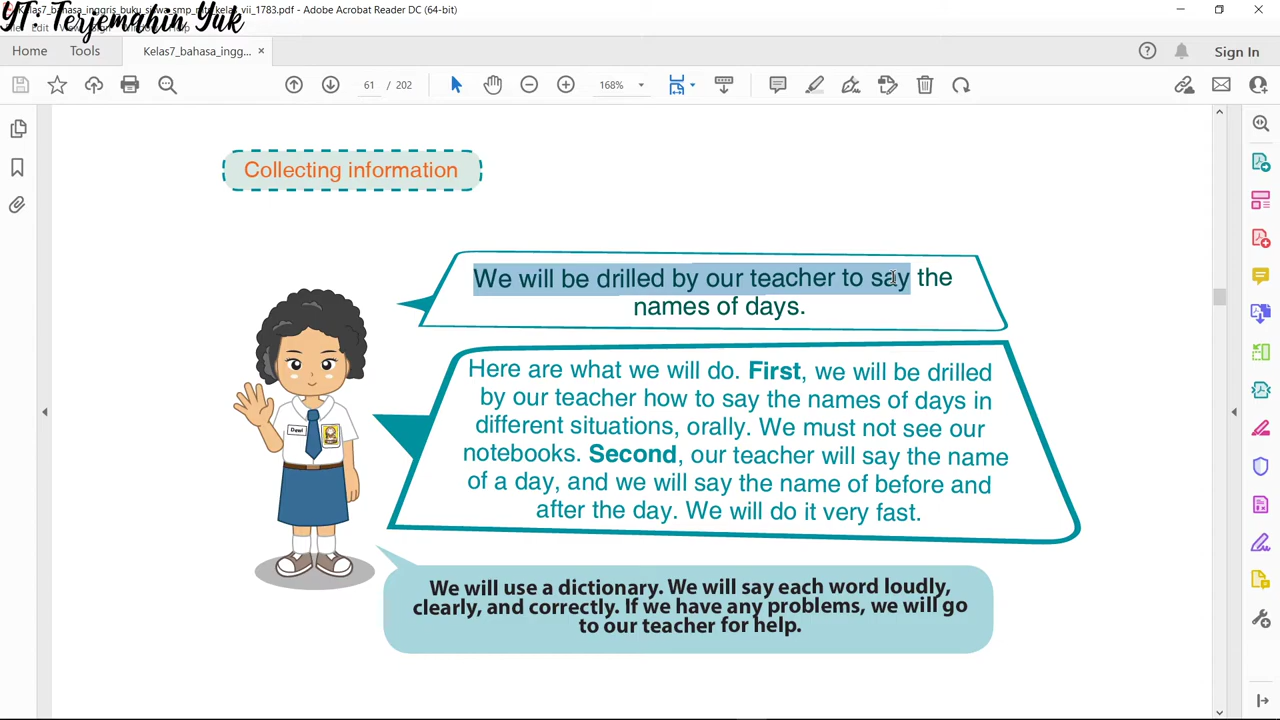 YT: Terjemahin Yuk
Kelas7_bahasa_inggris_buku_siswa_smp_mts_kelas_vii_1783.pdf - Adobe Acrobat Reader DC (64-bit)
Home
Tools
Kelas7_bahasa_ingg...
Sign In
61 / 202
168%
Collecting information
We will be drilled by our teacher to say the
names of days.
Here are what we will do. First, we will be drilled
by our teacher how to say the names of days in
different situations, orally. We must not see our
notebooks. Second, our teacher will say the name
of a day, and we will say the name of before and
after the day. We will do it very fast.
Dewi
We will use a dictionary. We will say each word loudly,
clearly, and correctly. If we have any problems, we will go
to our teacher for help.